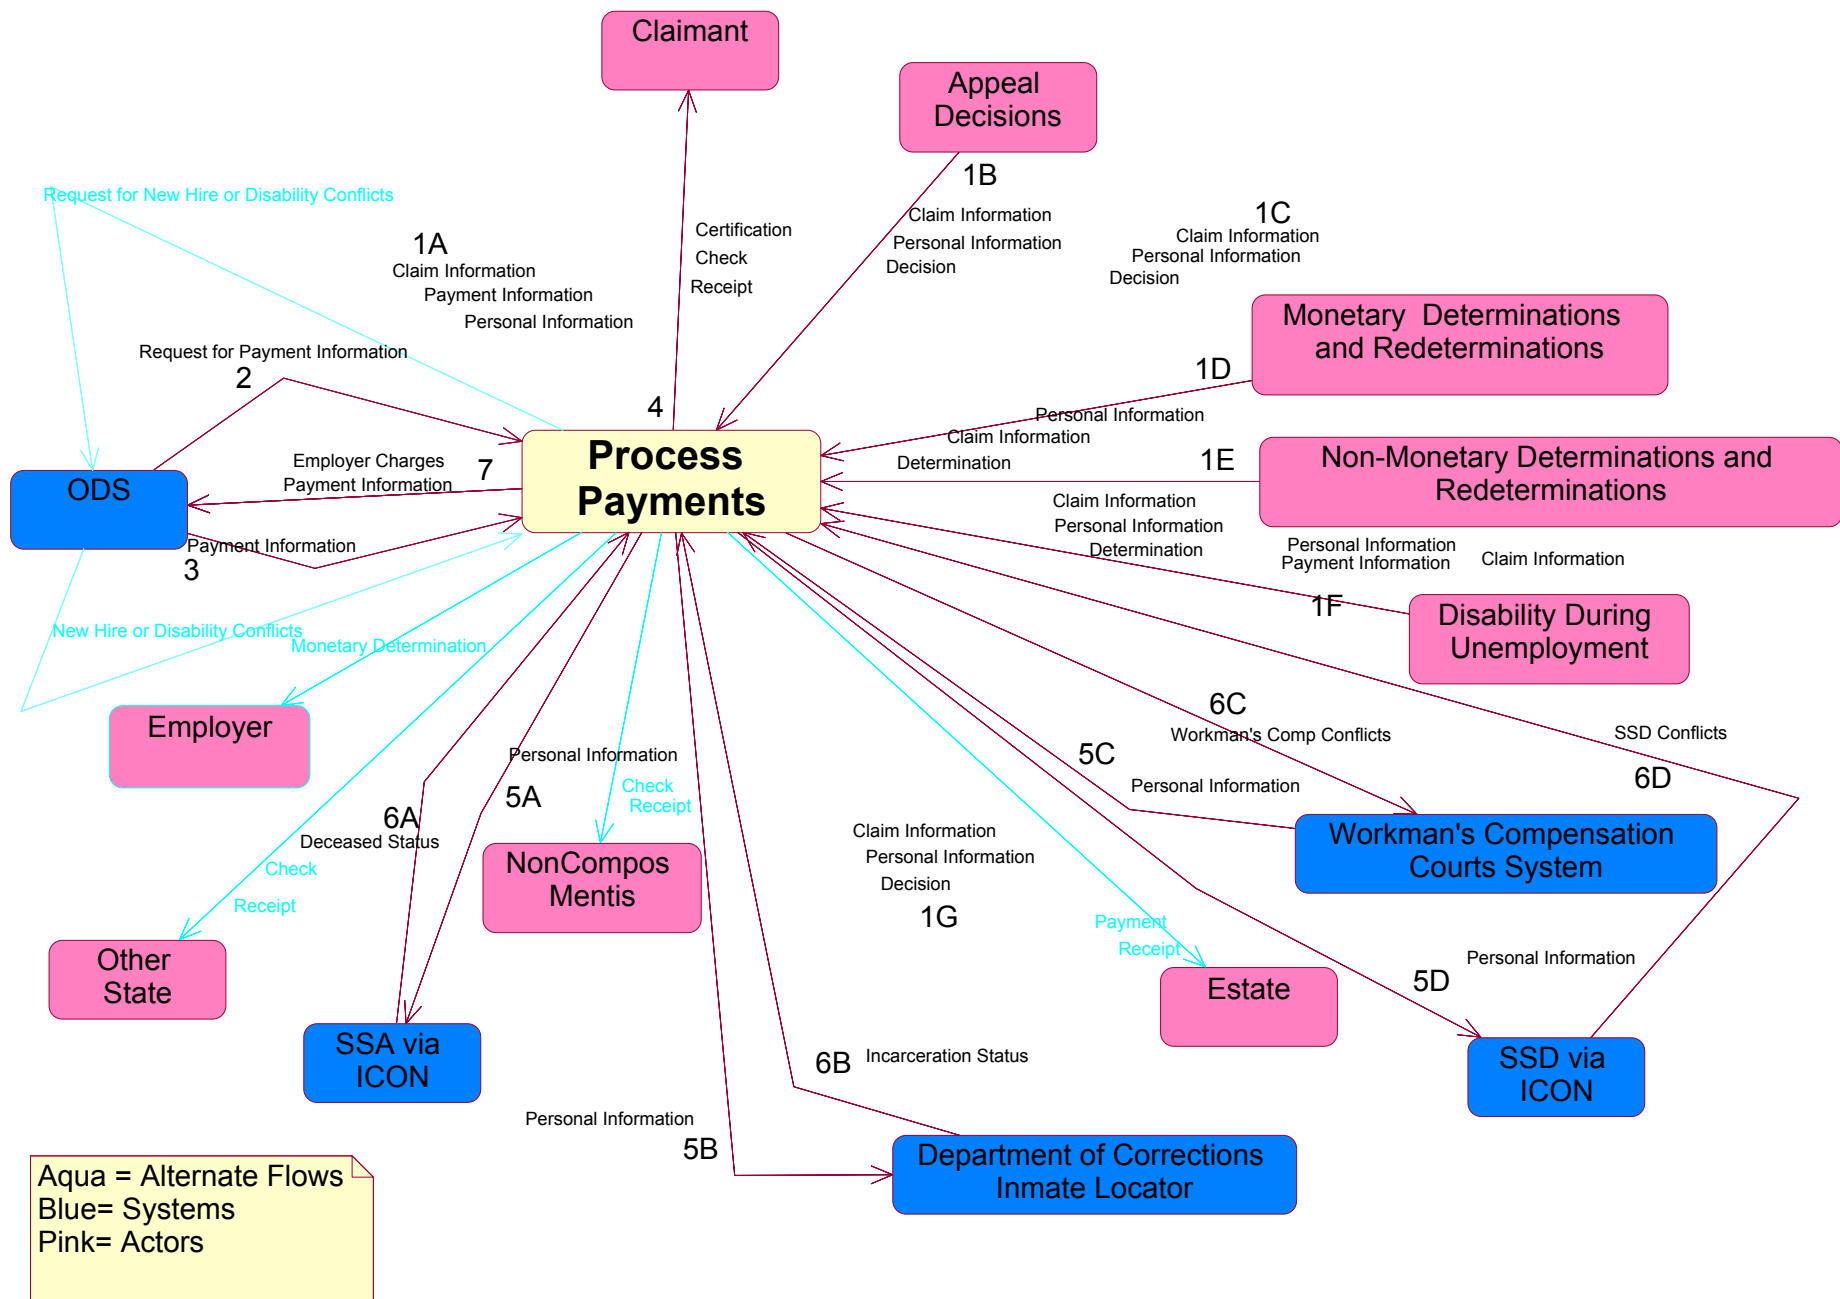 Claimant
Appeal
Decisions
1B
Claim Information
Personal Information
Decision
1C
Claim Information
Personal Information
Decision
Request for New Hire or Disability Conflicts
1A
Claim Information
Payment Information
Personal Information
Certification
Check
Receipt
Monetary Determinations
and Redeterminations
Request for Payment Information
2
4
1D
Personal Information
Claim Information
Determination
Process
Payments
Employer Charges
Payment Information
7
ODS
1E
Non-Monetary Determinations and
Redeterminations
Claim Information
Personal Information
Determination
Payment Information
3
Personal Information
Payment Information
Claim Information
1F
Disability During
Unemployment
New Hire or Disability Conflicts
Monetary Determination
Employer
6C
Workman's Comp Conflicts
SSD Conflicts
6D
5C
Personal Information
Personal Information
5A
Check
Receipt
6A
Deceased Status
Check
Receipt
NonCompos
Mentis
Claim Information
Personal Information
Decision
1G
Workman's Compensation
Courts System
Payment
Receipt
Estate
Other
State
Personal Information
5D
SSA via
ICON
SSD via
ICON
6B
Incarceration Status
Personal Information
5B
Department of Corrections
Inmate Locator
Aqua = Alternate Flows
Blue= Systems
Pink= Actors